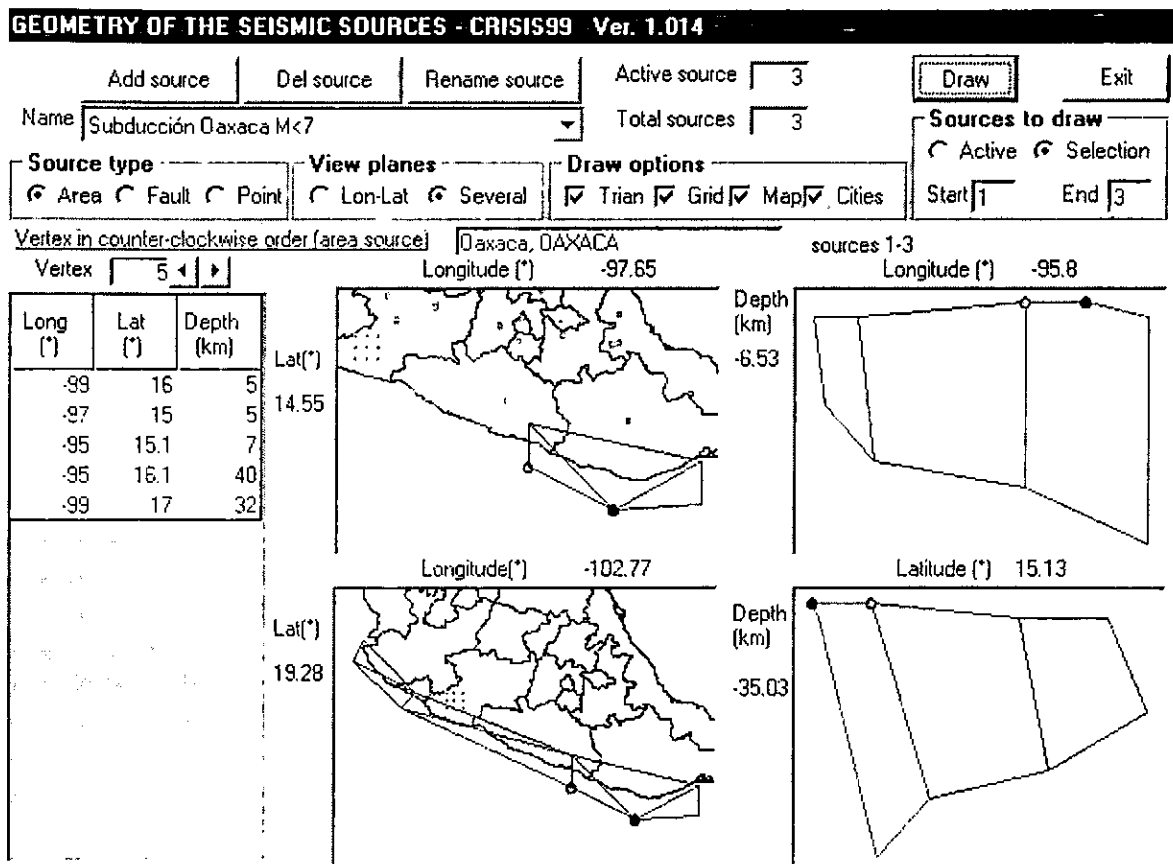 GEOMETRY OF THE SEISMIC SOURCES - CRISIS99 Ver. 1.014
Add source Del source Rename source Active source 3 Draw Exit
Name Subducción Oaxaca M<7 Total sources 3
Sources to draw
Active Selection
Start 1 End 3
Source type
Area Fault Point
View planes
Lon-Lat Several
Draw options
Trian Grid Map Cities
Vertex in counter-clockwise order (area source) Oaxaca, OAXACA sources 1-3
Vertex 5
Long (°) Lat (°) Depth (km)
-99 16 5
-97 15 5
-95 15.1 7
-95 16.1 40
-99 17 32
Longitude (°) -97.65
Lat(°)
14.55
Longitude (°) -95.8
Depth (km)
-6.53
Longitude(°) -102.77
Lat(°)
19.28
Latitude (°) 15.13
Depth (km)
-35.03